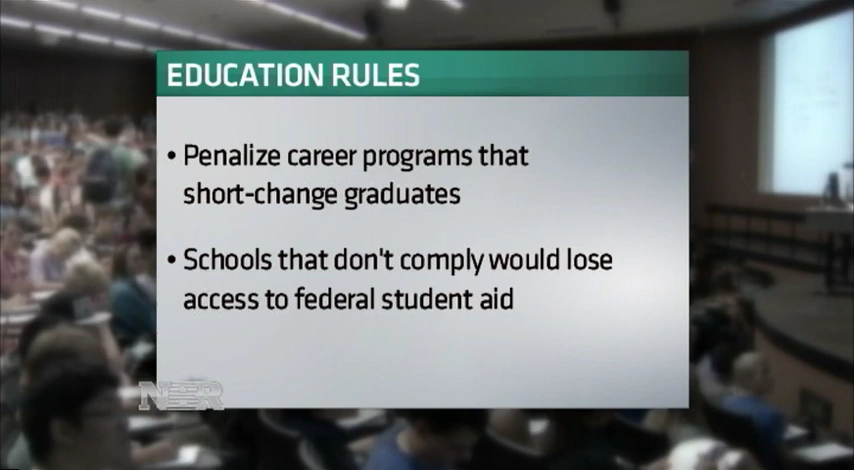 EDUCATION RULES
• Penalize career programs that
short-change graduates
• Schools that don't comply would lose
access to federal student aid
NBR